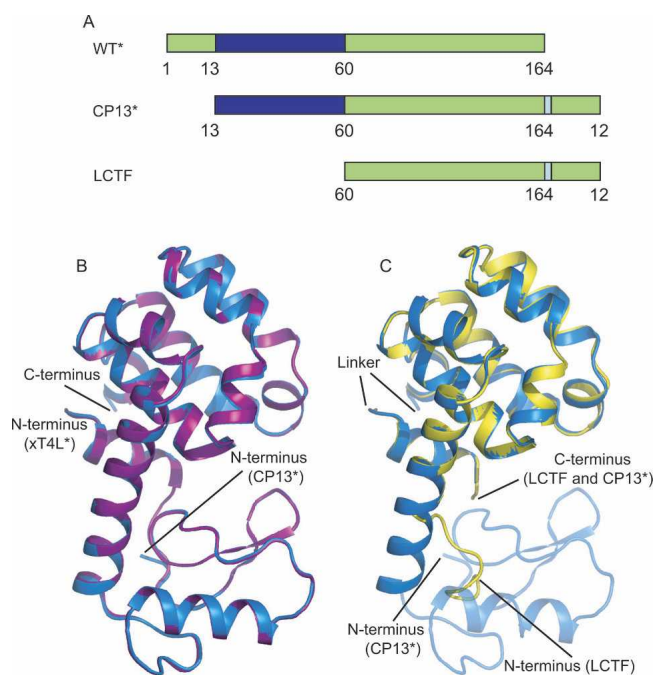 A
WT*
1 13 60 164
CP13*
13 60 164 12
LCTF
60 164 12
B
C
C-terminus
N-terminus
(xT4L*)
N-terminus
(CP13*)
Linker
C-terminus
(LCTF and CP13*)
N-terminus
(CP13*)
N-terminus (LCTF)